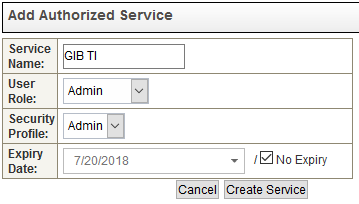 Add Authorized Service
Service Name: GIB TI
User Role: Admin
Security Profile: Admin
Expiry Date: 7/20/2018 / No Expiry
Cancel Create Service